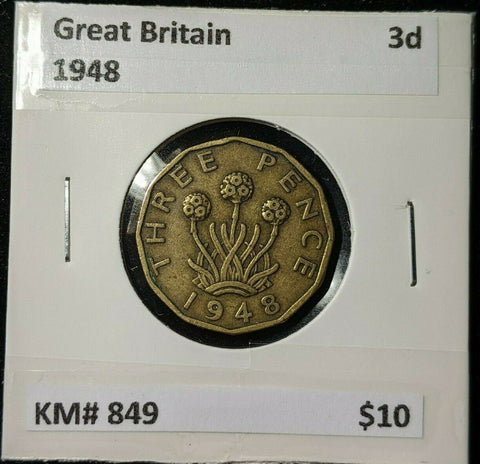 Great Britain 3d
1948
THREE PENCE
1948
KM# 849 $10